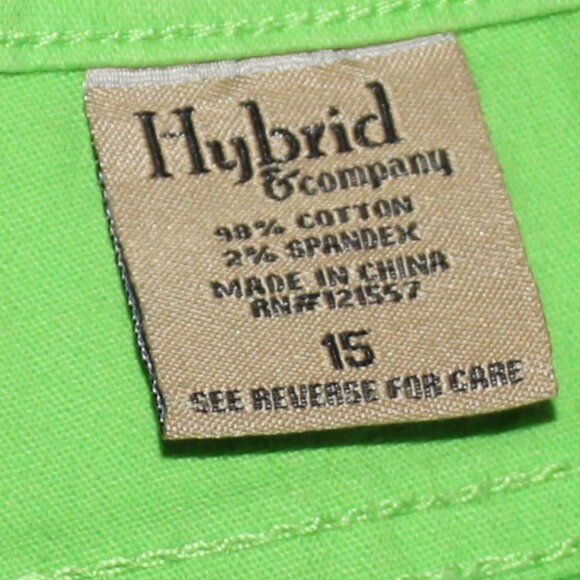 Hybrid
& company
98% COTTON
2% SPANDEX
MADE IN CHINA
RN#121557
15
SEE REVERSE FOR CARE